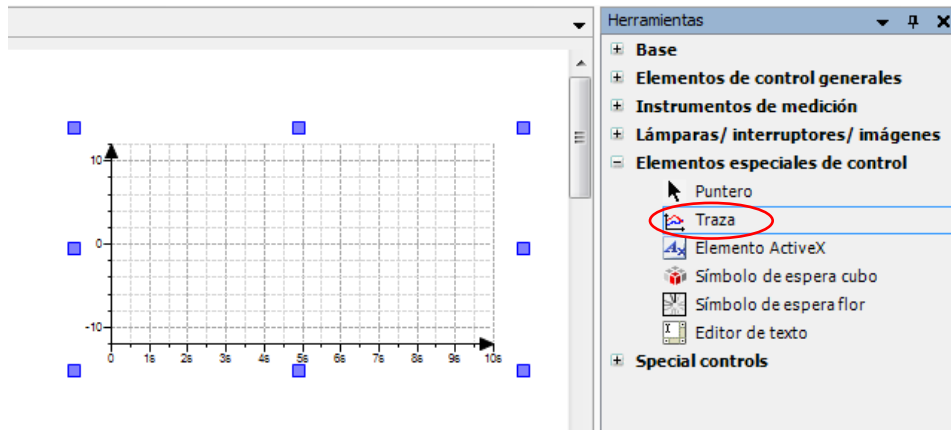 Herramientas
Base
Elementos de control generales
Instrumentos de medición
Lámparas/ interruptores/ imágenes
Elementos especiales de control
Puntero
Traza
Elemento ActiveX
Símbolo de espera cubo
Símbolo de espera flor
Editor de texto
Special controls
10
0
-10
0 1s 2s 3s 4s 5s 6s 7s 8s 9s 10s